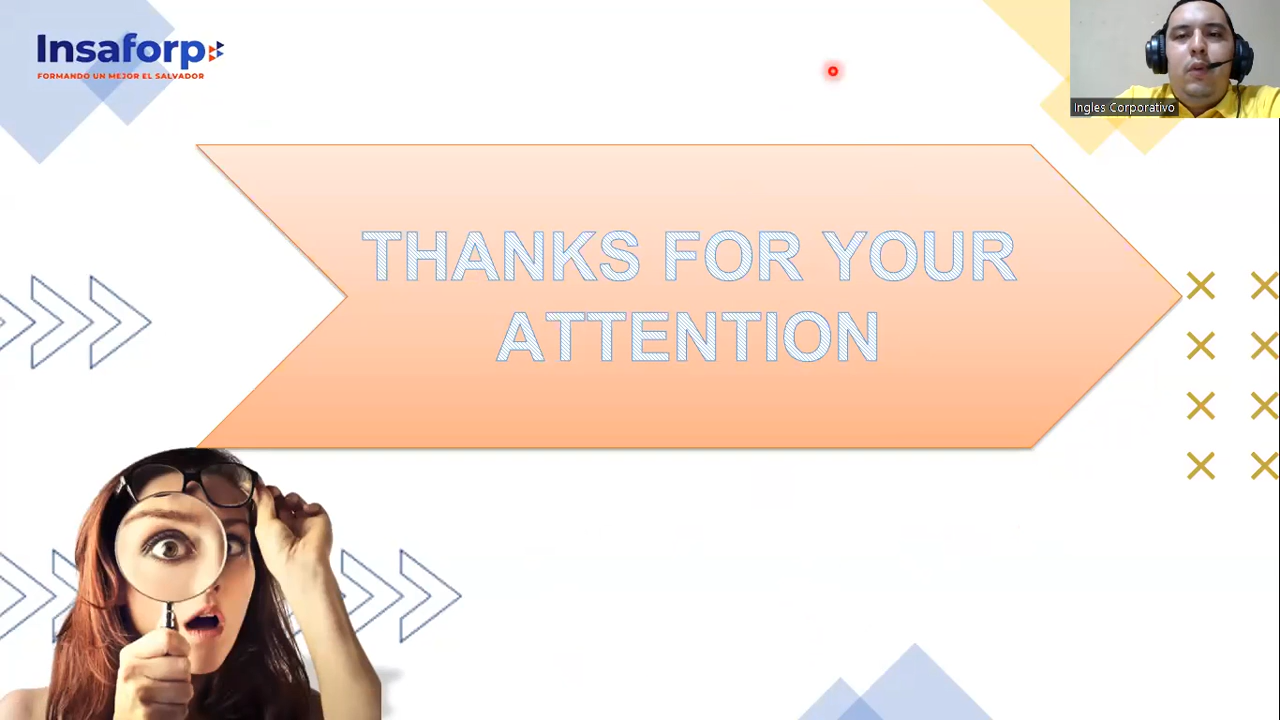 Insaforp
FORMANDO UN MEJOR EL SALVADOR
Ingles Corporativo
THANKS FOR YOUR
ATTENTION